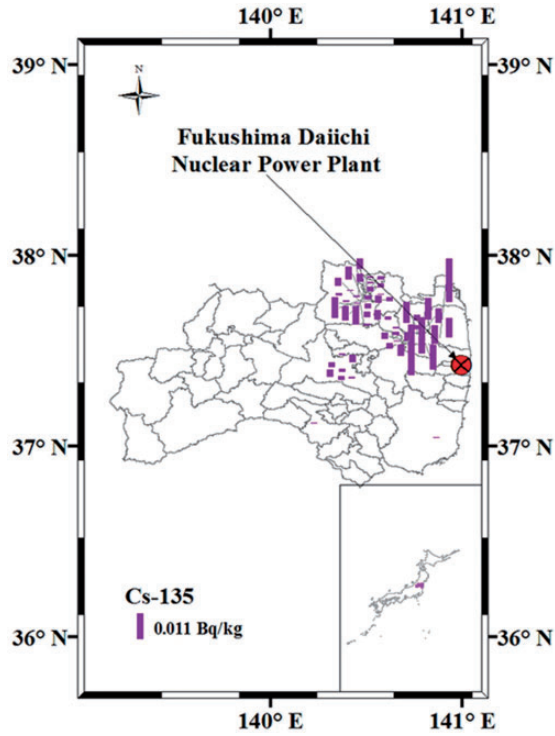 140° E 141° E
39° N 39° N
N
Fukushima Daiichi
Nuclear Power Plant
38° N 38° N
37° N 37° N
Cs-135
0.011 Bq/kg
36° N 36° N
140° E 141° E